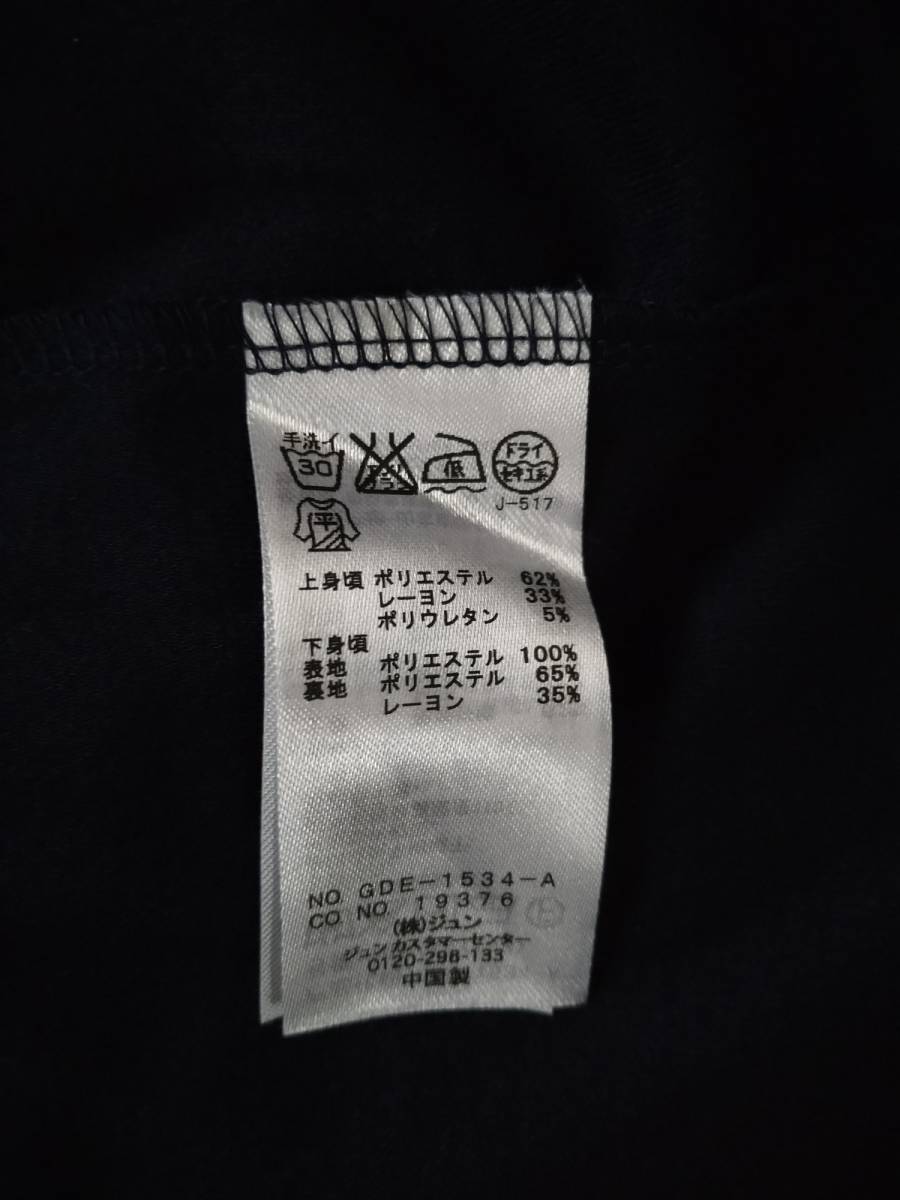 手洗イ
30
低
ドライ
セキユ系
J-517
平
上身頃 ポリエステル 62%
レーヨン 33%
ポリウレタン 5%
下身頃
表地 ポリエステル 100%
裏地 ポリエステル 65%
レーヨン 35%
NO. GDE-1534-A
CO. NO. 19376
(株)ジュン
ジュンカスタマーセンター
0120-298-133
中国製